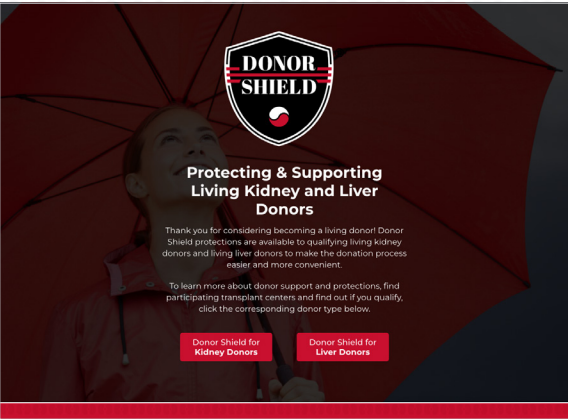 DONOR
SHIELD
Protecting & Supporting
Living Kidney and Liver
Donors
Thank you for considering becoming a living donor! Donor
Shield protections are available to qualifying living kidney
donors and living liver donors to make the donation process
easier and more convenient.
To learn more about donor support and protections, find
participating transplant centers and find out if you qualify,
click the corresponding donor type below.
Donor Shield for
Kidney Donors
Donor Shield for
Liver Donors